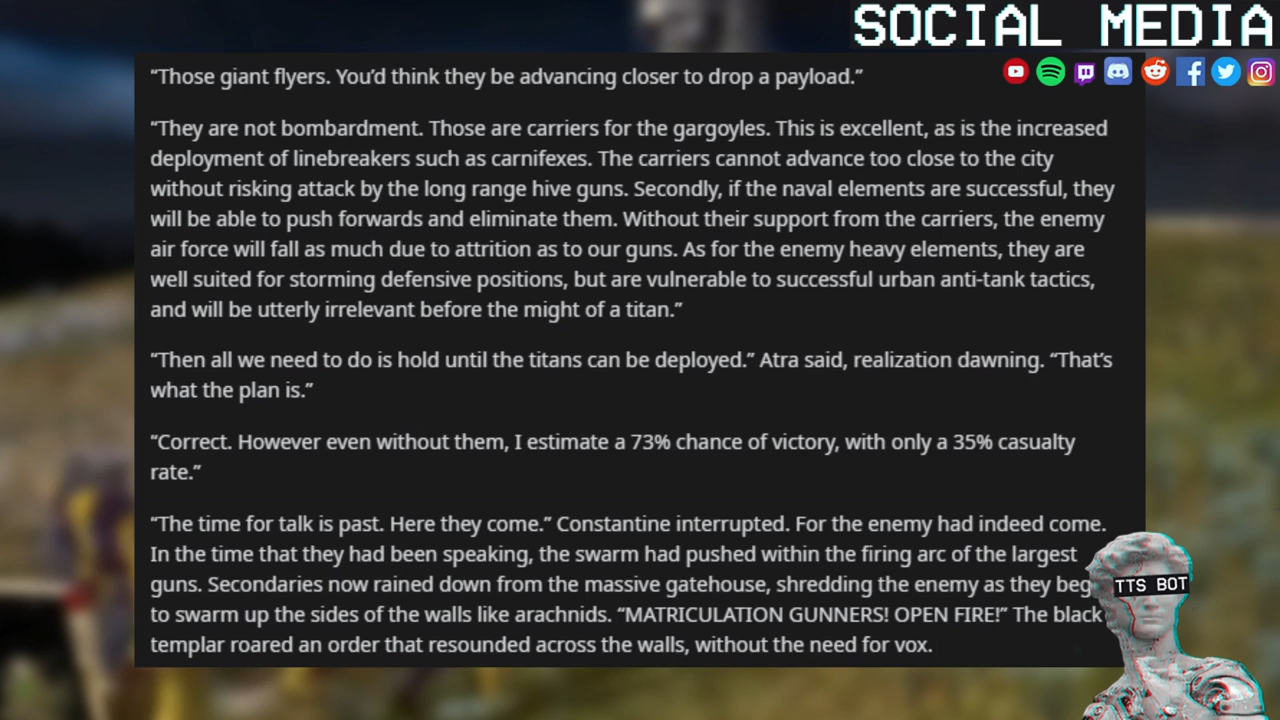 SOCIAL MEDIA
“Those giant flyers. You’d think they be advancing closer to drop a payload.”
“They are not bombardment. Those are carriers for the gargoyles. This is excellent, as is the increased
deployment of linebreakers such as carnifexes. The carriers cannot advance too close to the city
without risking attack by the long range hive guns. Secondly, if the naval elements are successful, they
will be able to push forwards and eliminate them. Without their support from the carriers, the enemy
air force will fall as much due to attrition as to our guns. As for the enemy heavy elements, they are
well suited for storming defensive positions, but are vulnerable to successful urban anti-tank tactics,
and will be utterly irrelevant before the might of a titan.”
“Then all we need to do is hold until the titans can be deployed.” Atra said, realization dawning. “That’s
what the plan is.”
“Correct. However even without them, I estimate a 73% chance of victory, with only a 35% casualty
rate.”
“The time for talk is past. Here they come.” Constantine interrupted. For the enemy had indeed come.
In the time that they had been speaking, the swarm had pushed within the firing arc of the largest
guns. Secondaries now rained down from the massive gatehouse, shredding the enemy as they beg
to swarm up the sides of the walls like arachnids. “MATRICULATION GUNNERS! OPEN FIRE!” The black
templar roared an order that resounded across the walls, without the need for vox.
TTS BOT